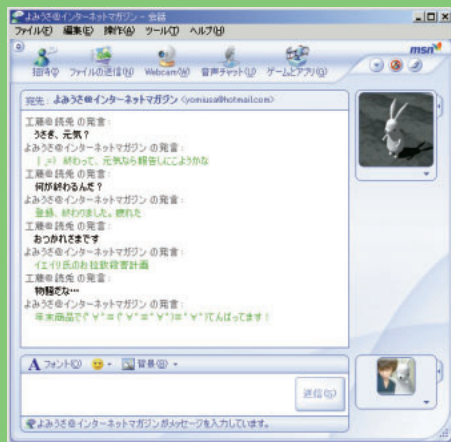 よみうさ@インターネットマガジン - 会話
ファイル(F) 編集(E) 操作(A) ツール(T) ヘルプ(H)
msn
招待(I) ファイルの送信(N) Webcam(W) 音声チャット(U) ゲームとアプリ(G)
宛先: よみうさ@インターネットマガジン <yomiusa@hotmail.com>
工藤@読売 の発言:
うさぎ、元気?
よみうさ@インターネットマガジン の発言:
終わって、元気なら報告しにこようかな
工藤@読売 の発言:
何が終わるんだ?
よみうさ@インターネットマガジン の発言:
登録、終わりました。疲れた
工藤@読売 の発言:
おつかれさまです
よみうさ@インターネットマガジン の発言:
イエイリ氏の
計画
工藤@読売 の発言:
物騒だな…
よみうさ@インターネットマガジン の発言:
年末商品で
てんぱってます!
A フォント(O) 背景(B)
送信(S)
よみうさ@インターネットマガジンがメッセージを入力しています。